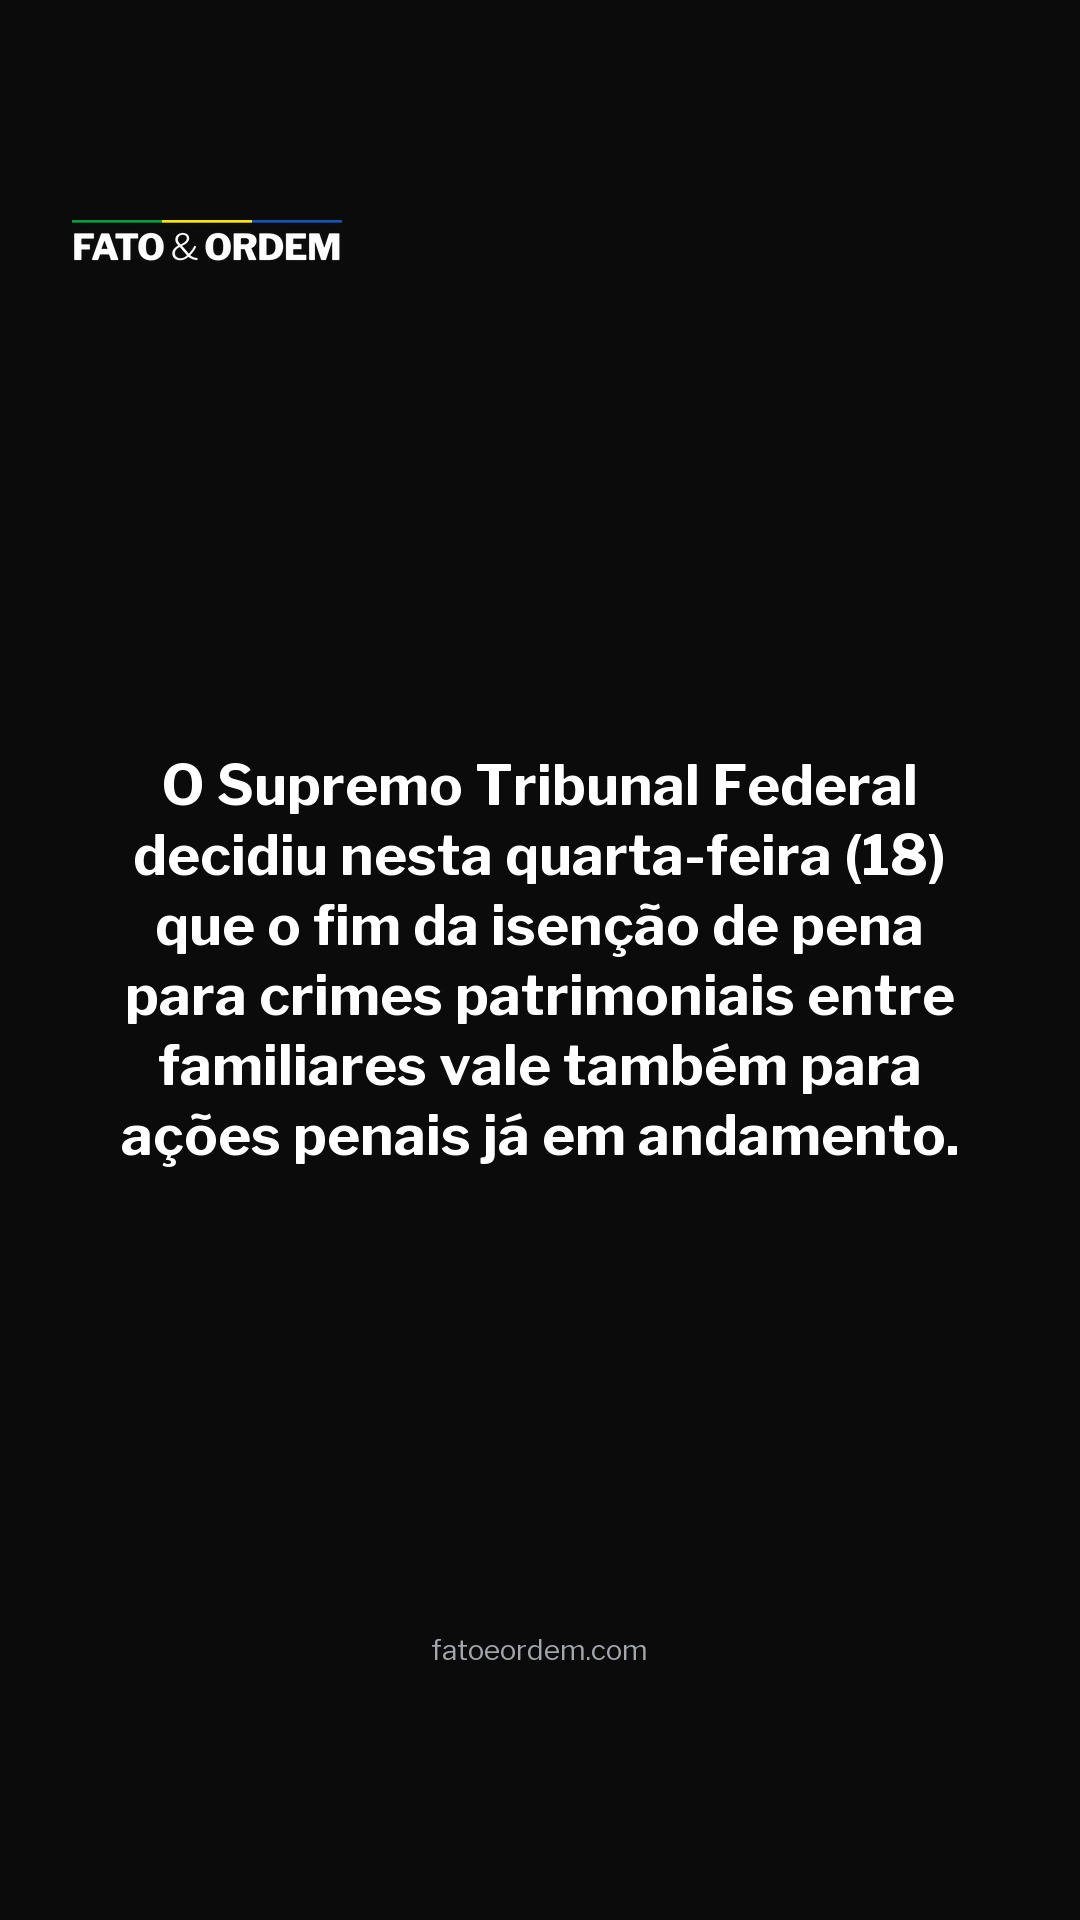 FATO & ORDEM
O Supremo Tribunal Federal
decidiu nesta quarta-feira (18)
que o fim da isenção de pena
para crimes patrimoniais entre
familiares vale também para
ações penais já em andamento.
fatoeordem.com